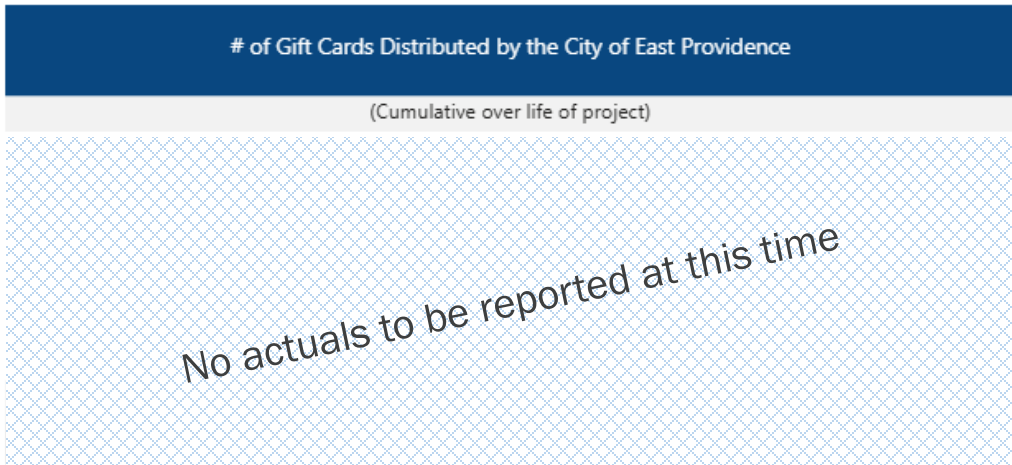 # of Gift Cards Distributed by the City of East Providence
(Cumulative over life of project)
No actuals to be reported at this time